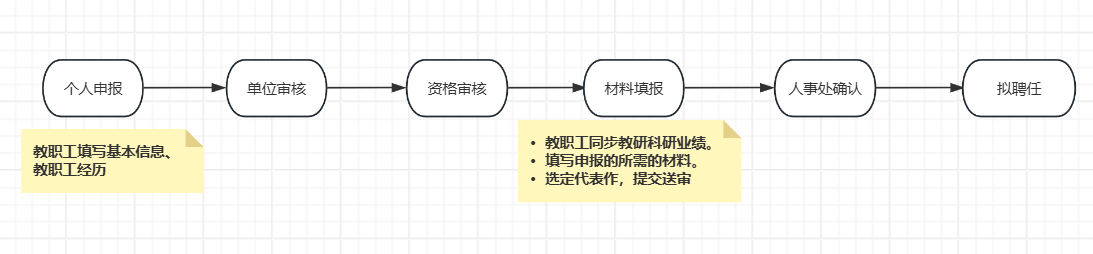 个人申报
单位审核
资格审核
材料填报
人事处确认
拟聘任
教职工填写基本信息、
教职工经历
• 教职工同步教研科研业绩。
• 填写申报的所需的材料。
• 选定代表作，提交送审